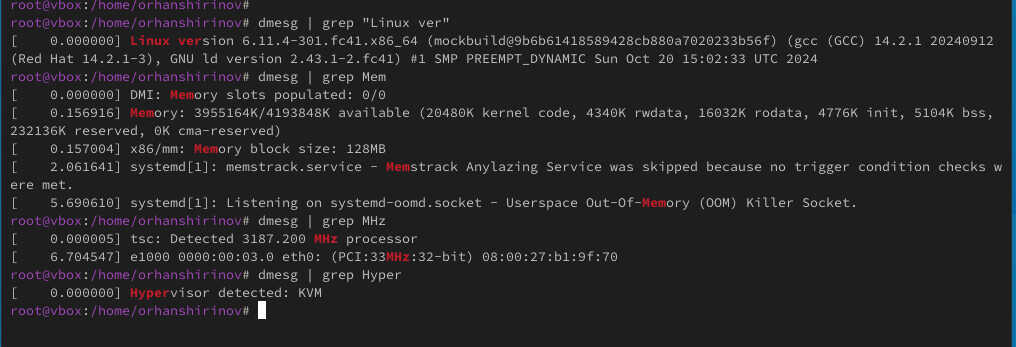 root@vbox:/home/orhanshirinov#
root@vbox:/home/orhanshirinov# dmesg | grep "Linux ver"
[    0.000000] Linux version 6.11.4-301.fc41.x86_64 (mockbuild@9b6b61418589428cb880a7020233b56f) (gcc (GCC) 14.2.1 20240912
(Red Hat 14.2.1-3), GNU ld version 2.43.1-2.fc41) #1 SMP PREEMPT_DYNAMIC Sun Oct 20 15:02:33 UTC 2024
root@vbox:/home/orhanshirinov# dmesg | grep Mem
[    0.000000] DMI: Memory slots populated: 0/0
[    0.156916] Memory: 3955164K/4193848K available (20480K kernel code, 4340K rwdata, 16032K rodata, 4776K init, 5104K bss,
232136K reserved, 0K cma-reserved)
[    0.157004] x86/mm: Memory block size: 128MB
[    2.061641] systemd[1]: memstrack.service - Memstrack Anylazing Service was skipped because no trigger condition checks w
ere met.
[    5.690610] systemd[1]: Listening on systemd-oomd.socket - Userspace Out-Of-Memory (OOM) Killer Socket.
root@vbox:/home/orhanshirinov# dmesg | grep MHz
[    0.000005] tsc: Detected 3187.200 MHz processor
[    6.704547] e1000 0000:00:03.0 eth0: (PCI:33MHz:32-bit) 08:00:27:b1:9f:70
root@vbox:/home/orhanshirinov# dmesg | grep Hyper
[    0.000000] Hypervisor detected: KVM
root@vbox:/home/orhanshirinov#